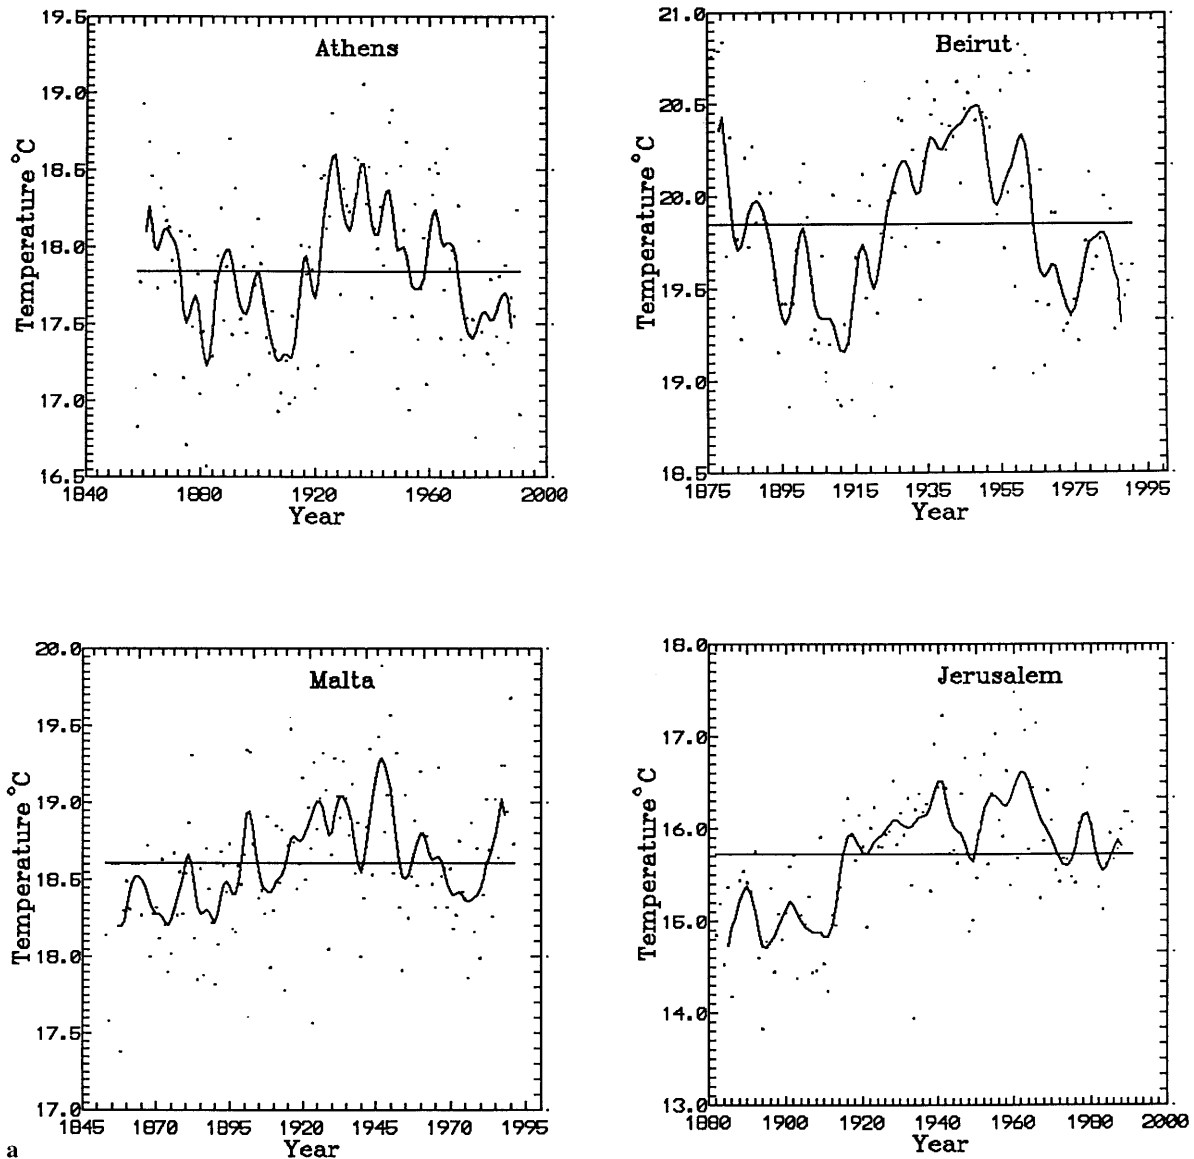 Athens
Temperature °C
19.5
19.0
18.5
18.0
17.5
17.0
16.5
1840 1880 1920 1960 2000
Year
Beirut
Temperature °C
21.0
20.5
20.0
19.5
19.0
18.5
1875 1895 1915 1935 1955 1975 1995
Year
Malta
Temperature °C
20.0
19.5
19.0
18.5
18.0
17.5
17.0
1845 1870 1895 1920 1945 1970 1995
Year
Jerusalem
Temperature °C
18.0
17.0
16.0
15.0
14.0
13.0
1880 1900 1920 1940 1960 1980 2000
Year
a